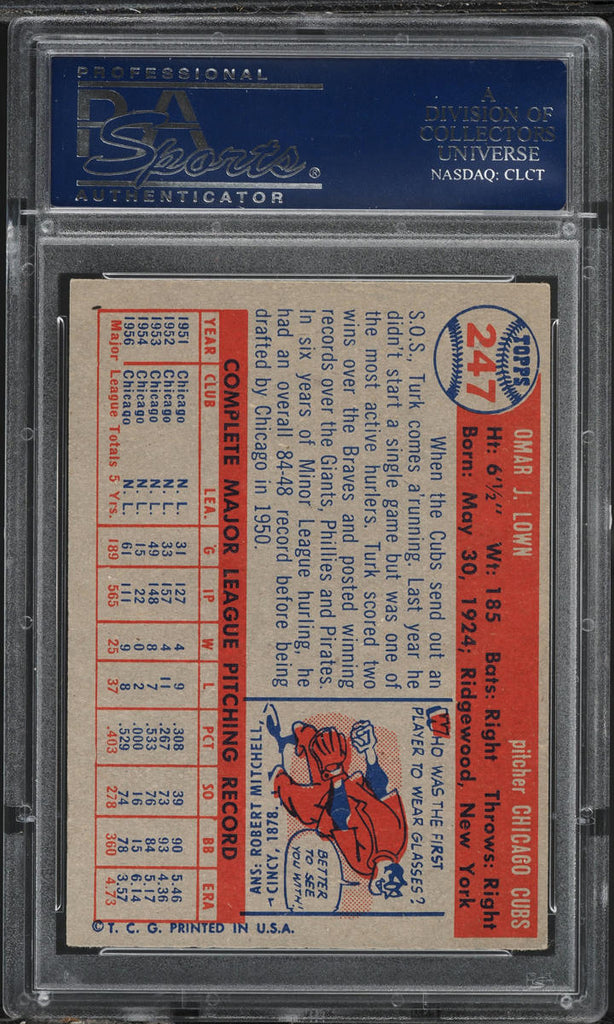 PROFESSIONAL
PSA
Sports®
AUTHENTICATOR
A
DIVISION OF
COLLECTORS
UNIVERSE
NASDAQ: CLCT
TOPPS
247
OMAR J. LOWN
pitcher CHICAGO CUBS
Ht: 6'½" Wt: 185 Bats: Right Throws: Right
Born: May 30, 1924; Ridgewood, New York
When the Cubs send out an
S.O.S., Turk comes a'running. Last year he
didn't start a single game but was one of
the most active hurlers. Turk scored two
wins over the Braves and posted winning
records over the Giants, Phillies and Pirates.
In six years of Minor League hurling, he
had an overall 84-48 record before being
drafted by Chicago in 1950.
WHO WAS THE FIRST
PLAYER TO WEAR GLASSES?
BETTER
TO SEE
YOU WITH!
ANS: ROBERT MITCHELL,
CINCY, 1878.
COMPLETE MAJOR LEAGUE PITCHING RECORD
YEAR CLUB LEA. G IP W L PCT SO BB ERA
1951 Chicago N. L. 31 127 4 9 .308 39 90 5.46
1952 Chicago N. L. 33 157 4 11 .267 73 93 4.36
1953 Chicago N. L. 49 148 8 7 .533 76 84 5.17
1954 Chicago N. L. 15 22 0 2 .000 16 15 6.14
1956 Chicago N. L. 61 111 9 8 .529 74 78 3.57
Major League Totals 5 Yrs. 189 565 25 37 .403 278 360 4.73
© T. C. G. PRINTED IN U.S.A.